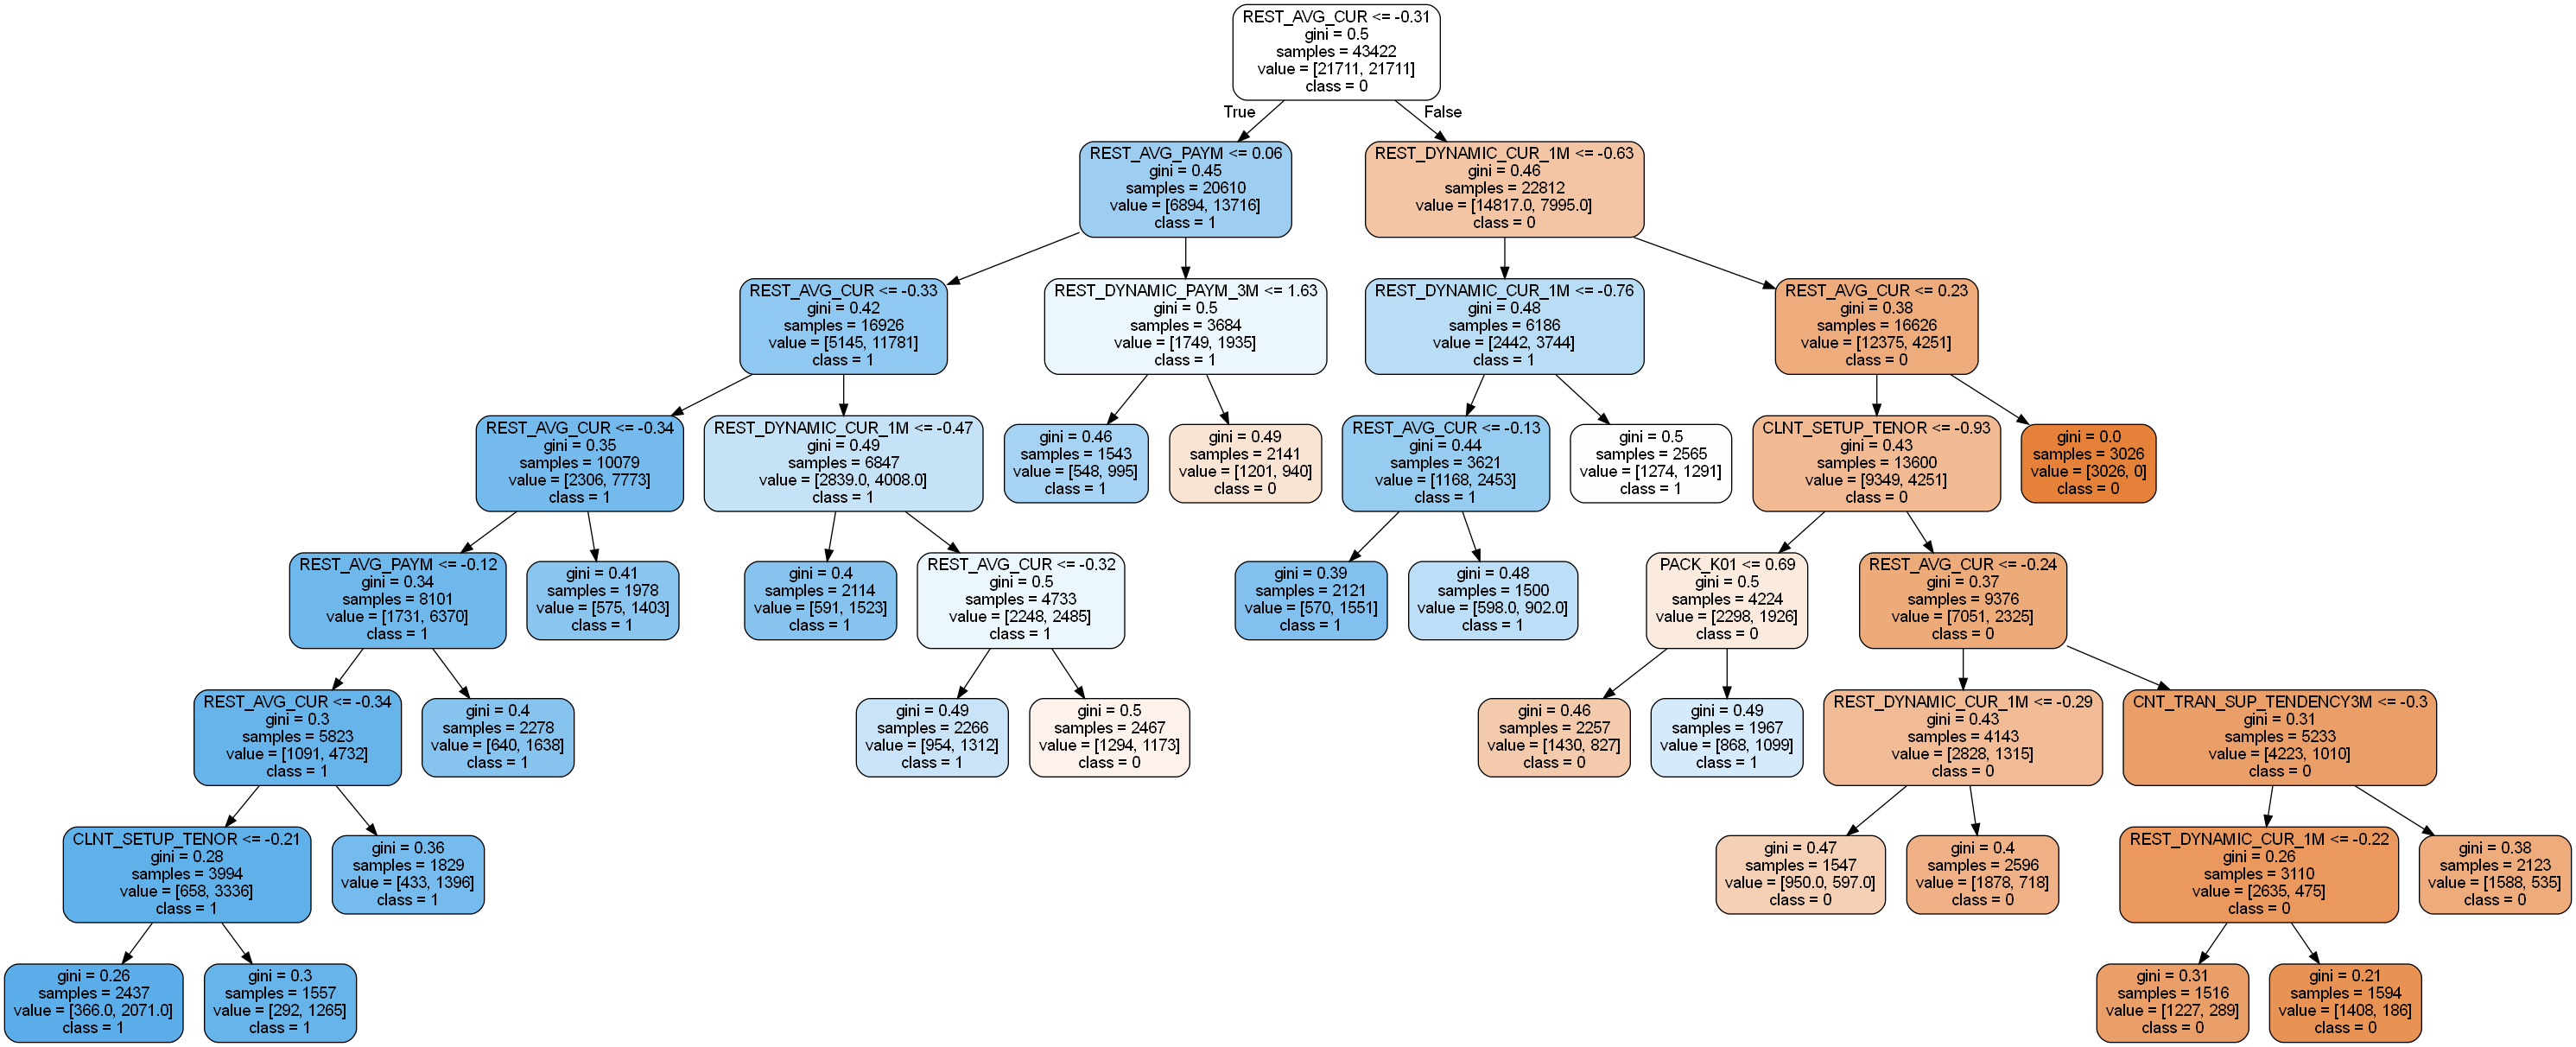 REST_AVG_CUR <= -0.31
gini = 0.5
samples = 43422
value = [21711, 21711]
class = 0
True
False
REST_AVG_PAYM <= 0.06
gini = 0.45
samples = 20610
value = [6894, 13716]
class = 1
REST_DYNAMIC_CUR_1M <= -0.63
gini = 0.46
samples = 22812
value = [14817.0, 7995.0]
class = 0
REST_AVG_CUR <= -0.33
gini = 0.42
samples = 16926
value = [5145, 11781]
class = 1
REST_DYNAMIC_PAYM_3M <= 1.63
gini = 0.5
samples = 3684
value = [1749, 1935]
class = 1
REST_DYNAMIC_CUR_1M <= -0.76
gini = 0.48
samples = 6186
value = [2442, 3744]
class = 1
REST_AVG_CUR <= 0.23
gini = 0.38
samples = 16626
value = [12375, 4251]
class = 0
REST_AVG_CUR <= -0.34
gini = 0.35
samples = 10079
value = [2306, 7773]
class = 1
REST_DYNAMIC_CUR_1M <= -0.47
gini = 0.49
samples = 6847
value = [2839.0, 4008.0]
class = 1
gini = 0.46
samples = 1543
value = [548, 995]
class = 1
gini = 0.49
samples = 2141
value = [1201, 940]
class = 0
REST_AVG_CUR <= -0.13
gini = 0.44
samples = 3621
value = [1168, 2453]
class = 1
gini = 0.5
samples = 2565
value = [1274, 1291]
class = 1
CLNT_SETUP_TENOR <= -0.93
gini = 0.43
samples = 13600
value = [9349, 4251]
class = 0
gini = 0.0
samples = 3026
value = [3026, 0]
class = 0
REST_AVG_PAYM <= -0.12
gini = 0.34
samples = 8101
value = [1731, 6370]
class = 1
gini = 0.41
samples = 1978
value = [575, 1403]
class = 1
gini = 0.4
samples = 2114
value = [591, 1523]
class = 1
REST_AVG_CUR <= -0.32
gini = 0.5
samples = 4733
value = [2248, 2485]
class = 1
gini = 0.39
samples = 2121
value = [570, 1551]
class = 1
gini = 0.48
samples = 1500
value = [598.0, 902.0]
class = 1
PACK_K01 <= 0.69
gini = 0.5
samples = 4224
value = [2298, 1926]
class = 0
REST_AVG_CUR <= -0.24
gini = 0.37
samples = 9376
value = [7051, 2325]
class = 0
REST_AVG_CUR <= -0.34
gini = 0.3
samples = 5823
value = [1091, 4732]
class = 1
gini = 0.4
samples = 2278
value = [640, 1638]
class = 1
gini = 0.49
samples = 2266
value = [954, 1312]
class = 1
gini = 0.5
samples = 2467
value = [1294, 1173]
class = 0
gini = 0.46
samples = 2257
value = [1430, 827]
class = 0
gini = 0.49
samples = 1967
value = [868, 1099]
class = 1
REST_DYNAMIC_CUR_1M <= -0.29
gini = 0.43
samples = 4143
value = [2828, 1315]
class = 0
CNT_TRAN_SUP_TENDENCY3M <= -0.3
gini = 0.31
samples = 5233
value = [4223, 1010]
class = 0
CLNT_SETUP_TENOR <= -0.21
gini = 0.28
samples = 3994
value = [658, 3336]
class = 1
gini = 0.36
samples = 1829
value = [433, 1396]
class = 1
gini = 0.47
samples = 1547
value = [950.0, 597.0]
class = 0
gini = 0.4
samples = 2596
value = [1878, 718]
class = 0
REST_DYNAMIC_CUR_1M <= -0.22
gini = 0.26
samples = 3110
value = [2635, 475]
class = 0
gini = 0.38
samples = 2123
value = [1588, 535]
class = 0
gini = 0.26
samples = 2437
value = [366.0, 2071.0]
class = 1
gini = 0.3
samples = 1557
value = [292, 1265]
class = 1
gini = 0.31
samples = 1516
value = [1227, 289]
class = 0
gini = 0.21
samples = 1594
value = [1408, 186]
class = 0